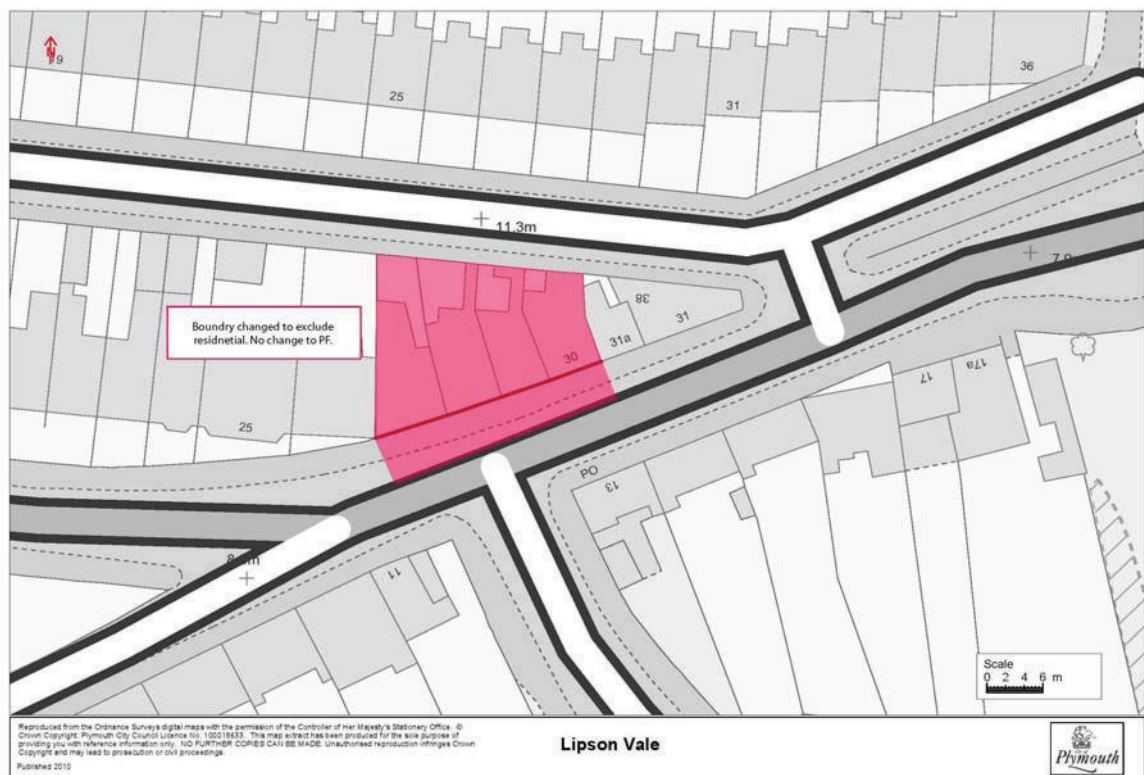 N
9
25
31
36
11.3m
Boundry changed to exclude
residnetial. No change to PF.
38
31
31a
30
25
17
17a
PO
13
11
Scale
0 2 4 6 m
Reproduced from the Ordnance Surveys digital maps with the permission of the Controller of Her Majesty's Stationery Office. ©
Crown Copyright. Plymouth City Council Licence No. 100018633. This map extract has been produced for the sole purpose of
providing you with reference information only. NO FURTHER COPIES CAN BE MADE. Unauthorised reproduction infringes Crown
Copyright and may lead to prosecution or civil proceedings.
Published 2010
Lipson Vale
City of
Plymouth